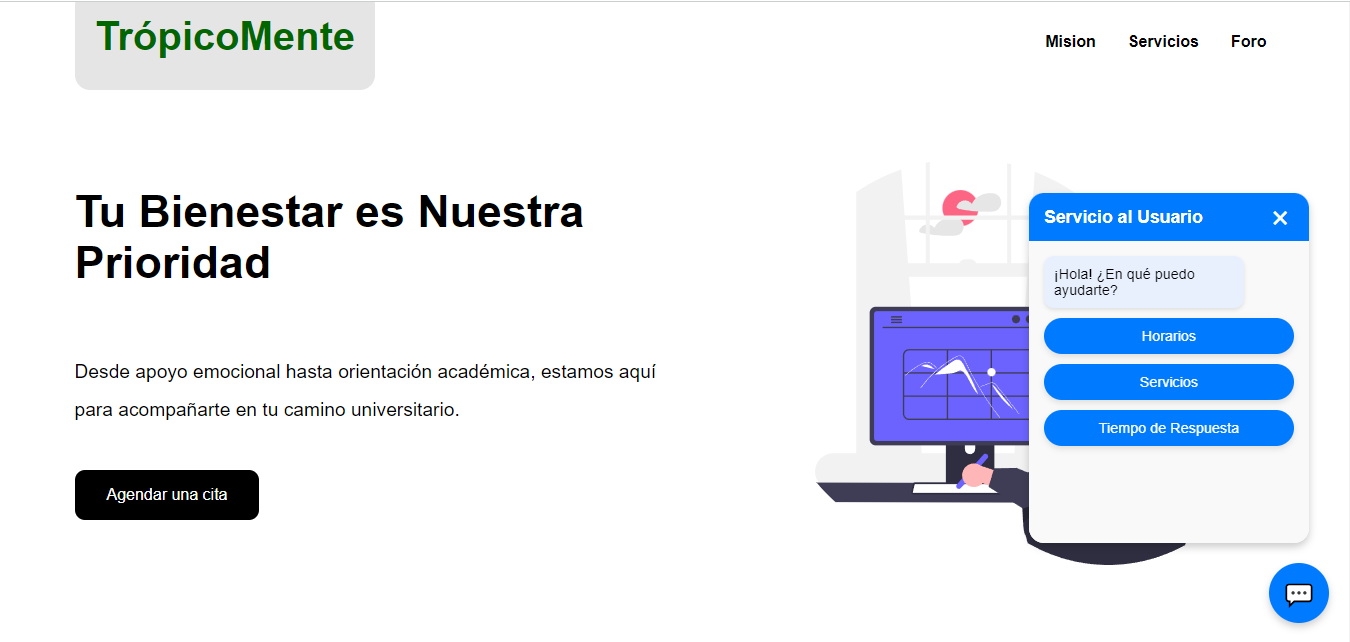 TrópicoMente
Mision Servicios Foro
Tu Bienestar es Nuestra
Prioridad
Desde apoyo emocional hasta orientación académica, estamos aquí
para acompañarte en tu camino universitario.
Agendar una cita
Servicio al Usuario
¡Hola! ¿En qué puedo
ayudarte?
Horarios
Servicios
Tiempo de Respuesta